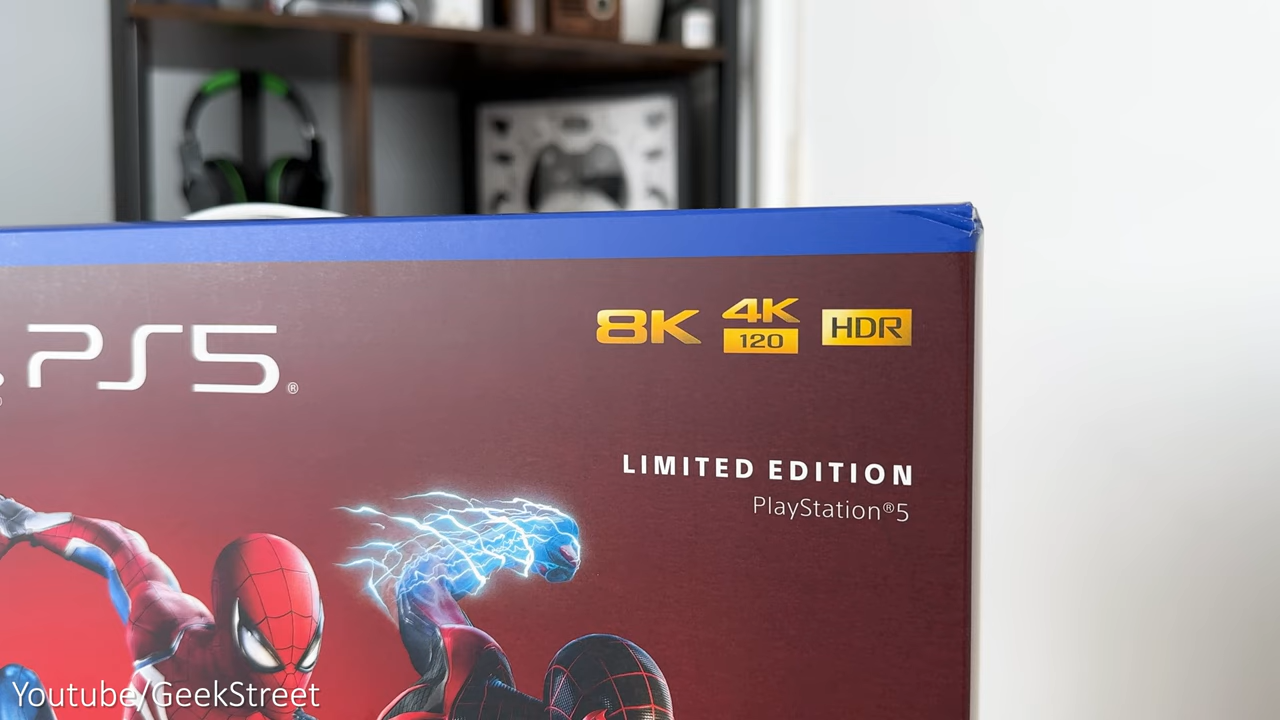 PS5®
8K
4K
120
HDR
LIMITED EDITION
PlayStation®5
Youtube/GeekStreet